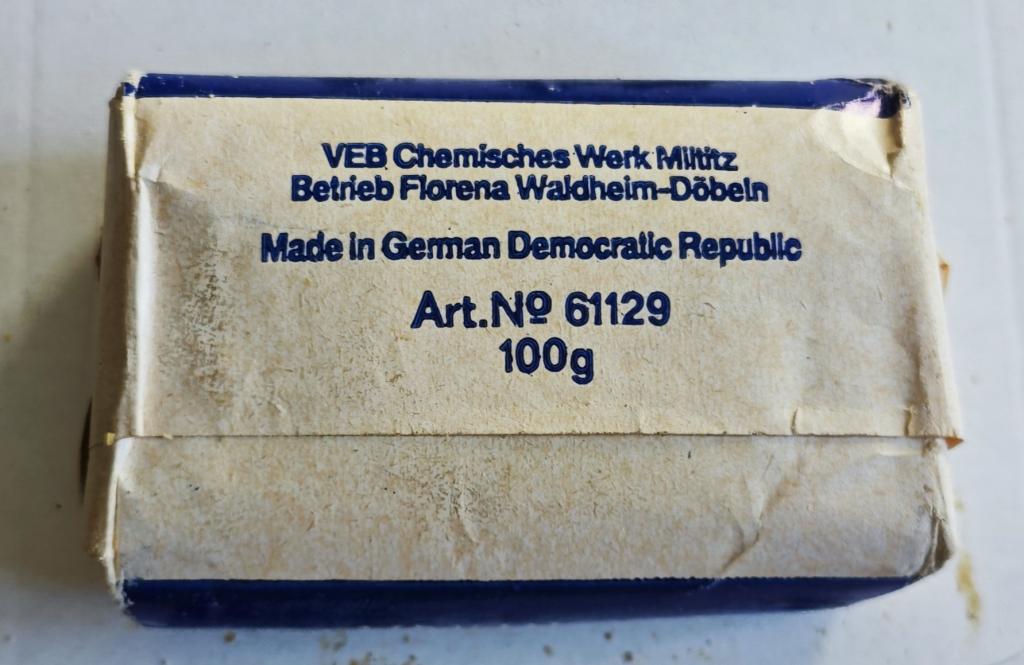 VEB Chemisches Werk Miltitz
Betrieb Florena Waldheim-Döbeln
Made in German Democratic Republic
Art.Nº 61129
100g